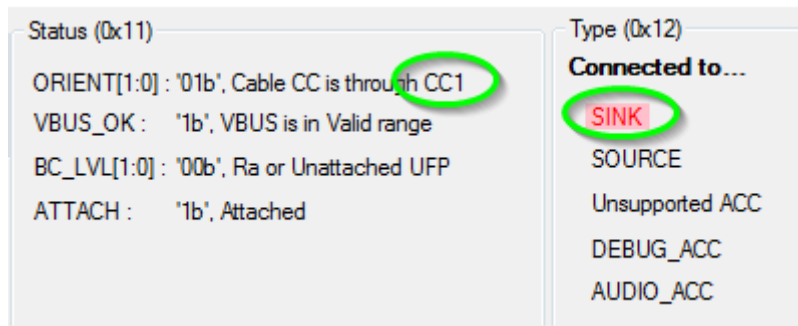 Status (0x11)
ORIENT[1:0] : '01b', Cable CC is through CC1
VBUS_OK : '1b', VBUS is in Valid range
BC_LVL[1:0] : '00b', Ra or Unattached UFP
ATTACH : '1b', Attached
Type (0x12)
Connected to...
SINK
SOURCE
Unsupported ACC
DEBUG_ACC
AUDIO_ACC